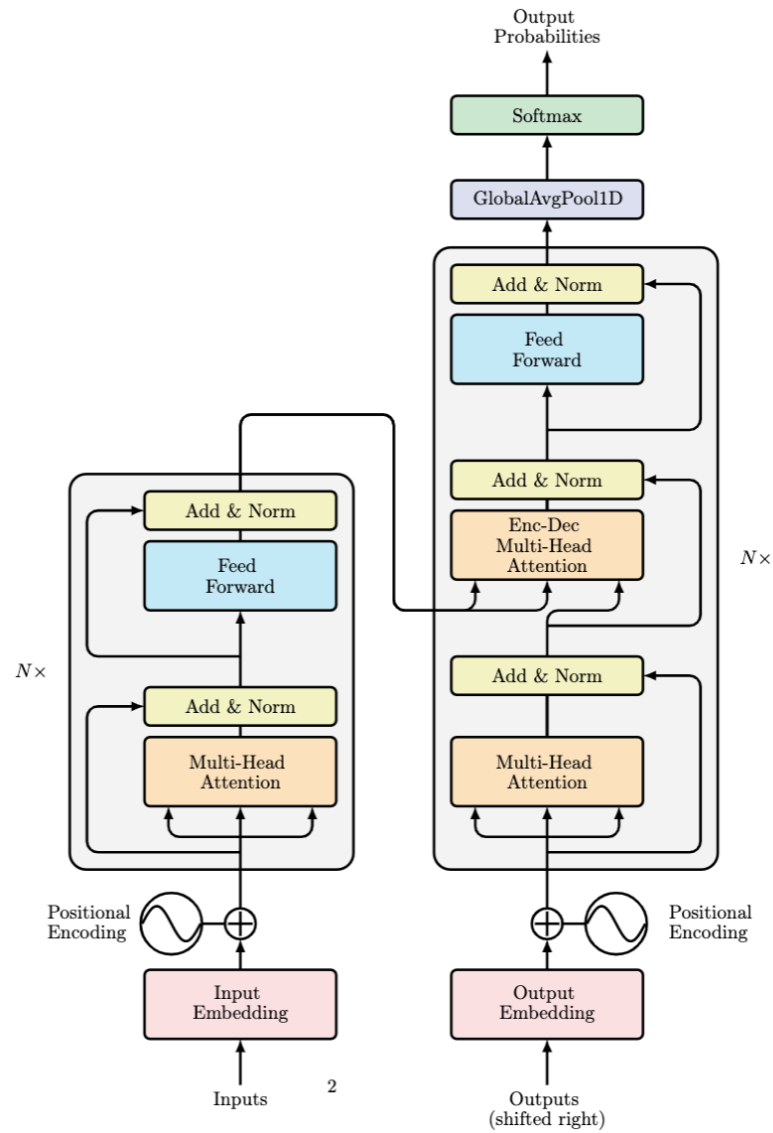 Output
Probabilities
Softmax
GlobalAvgPool1D
Add & Norm
Feed
Forward
Add & Norm
Enc-Dec
Multi-Head
Attention
N×
Add & Norm
Multi-Head
Attention
Add & Norm
Feed
Forward
N×
Add & Norm
Multi-Head
Attention
Positional
Encoding
Positional
Encoding
Input
Embedding
Output
Embedding
Inputs
2
Outputs
(shifted right)